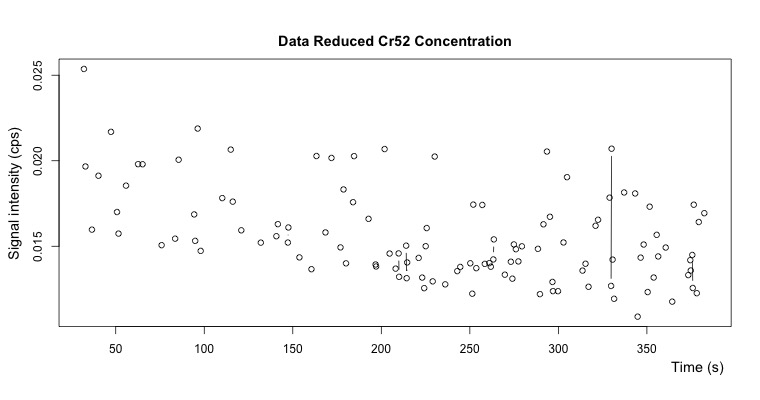 Data Reduced Cr52 Concentration
Signal intensity (cps)
0.025
0.020
0.015
50 100 150 200 250 300 350
Time (s)